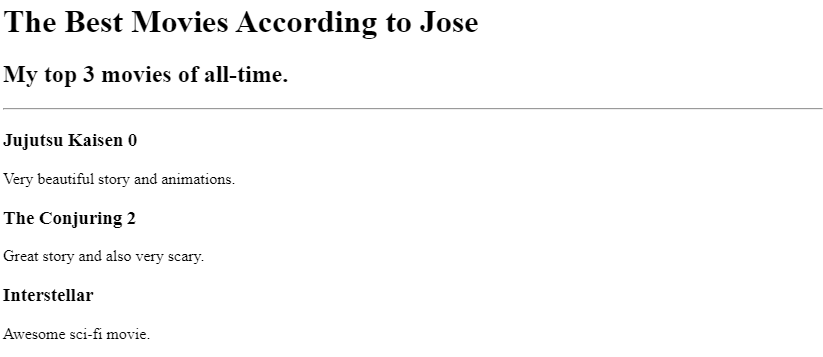 The Best Movies According to Jose
My top 3 movies of all-time.
Jujutsu Kaisen 0
Very beautiful story and animations.
The Conjuring 2
Great story and also very scary.
Interstellar
Awesome sci-fi movie.